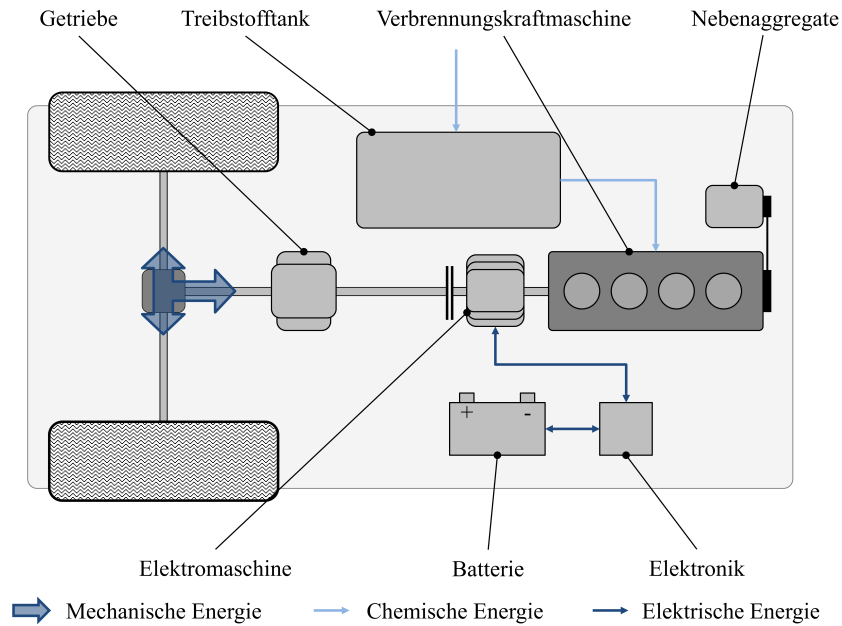 Getriebe Treibstofftank Verbrennungskraftmaschine Nebenaggregate
+ -
Elektromaschine Batterie Elektronik
Mechanische Energie Chemische Energie Elektrische Energie